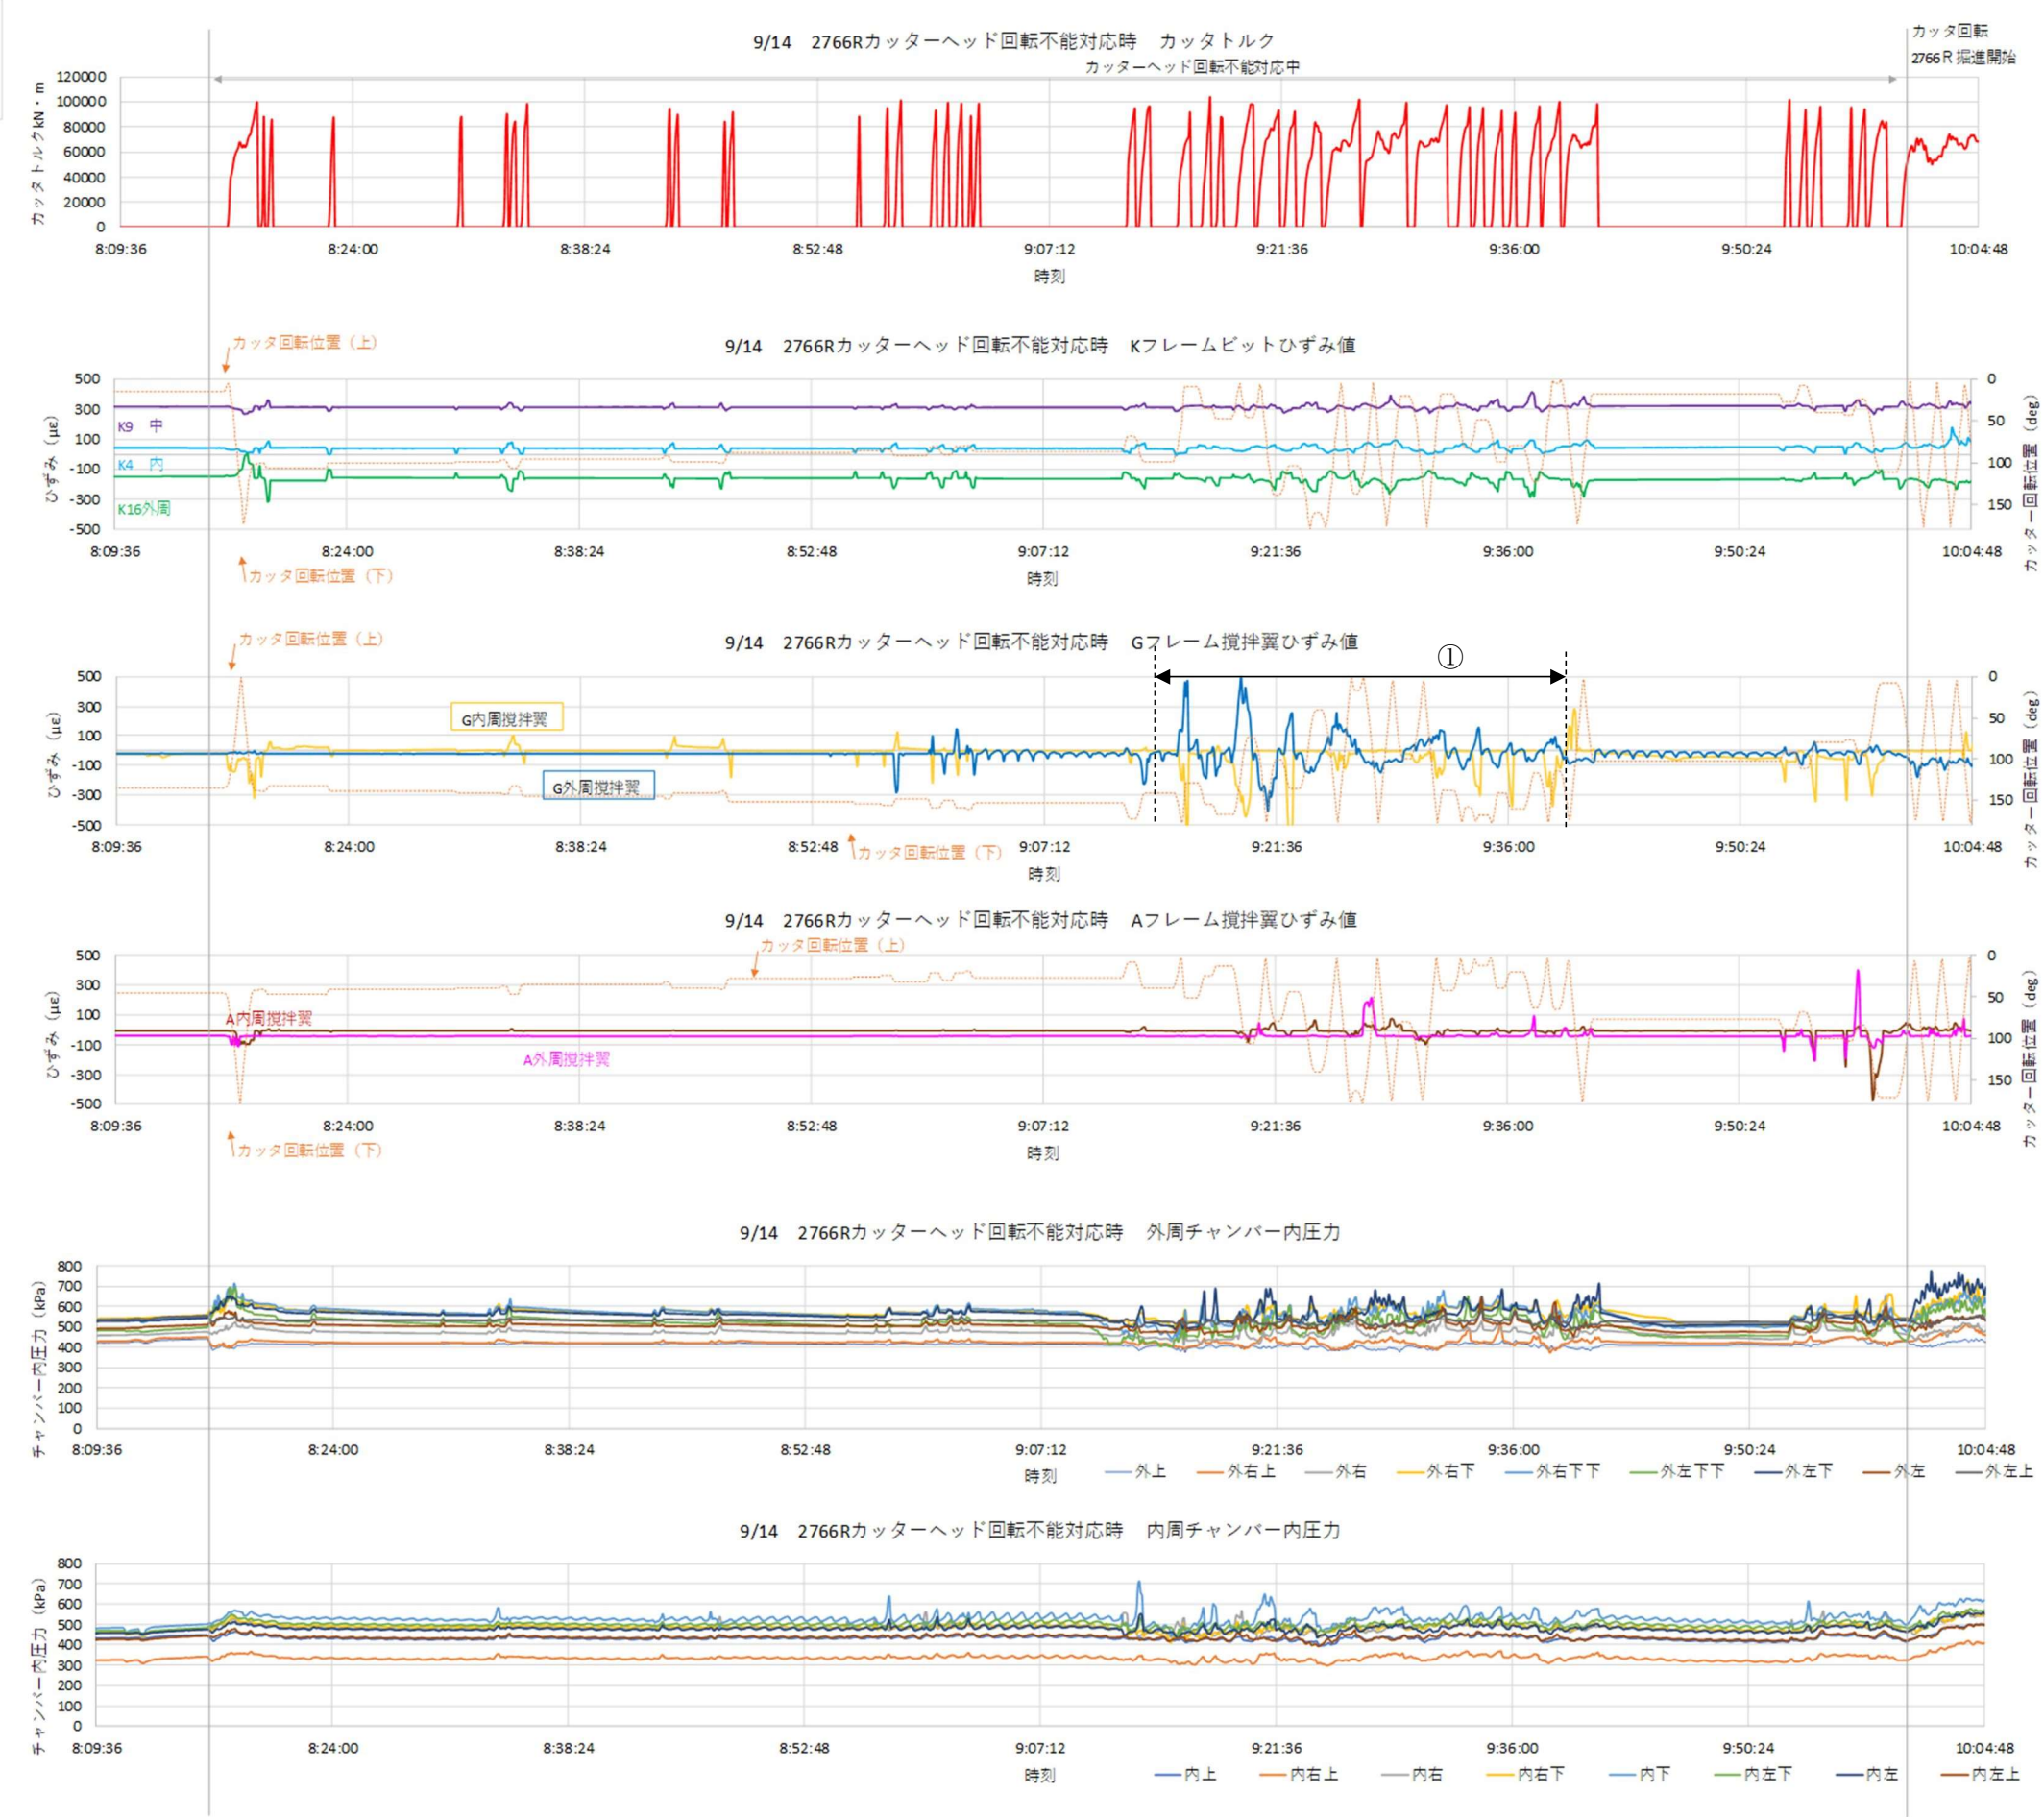 カッタ回転
2766R 掘進開始
9/14 2766Rカッターヘッド回転不能対応時 カッタトルク
カッターヘッド回転不能対応中
カッタトルクkN・m
120000
100000
80000
60000
40000
20000
0
8:09:36 8:24:00 8:38:24 8:52:48 9:07:12 9:21:36 9:36:00 9:50:24 10:04:48
時刻
カッタ回転位置（上）
9/14 2766Rカッターヘッド回転不能対応時 Kフレームビットひずみ値
ひずみ（με）
500 0
300 50
100
-100 100
-300 150
-500
K9 中
K4 内
K16外周
カッター回転位置（deg）
8:09:36 8:24:00 8:38:24 8:52:48 9:07:12 9:21:36 9:36:00 9:50:24 10:04:48
カッタ回転位置（下）
時刻
カッタ回転位置（上）
9/14 2766Rカッターヘッド回転不能対応時 Gフレーム撹拌翼ひずみ値
①
ひずみ（με）
500 0
300 50
100
-100 100
-300 150
-500
G内周撹拌翼
G外周撹拌翼
カッター回転位置（deg）
8:09:36 8:24:00 8:38:24 8:52:48 9:07:12 9:21:36 9:36:00 9:50:24 10:04:48
カッタ回転位置（下）
時刻
9/14 2766Rカッターヘッド回転不能対応時 Aフレーム撹拌翼ひずみ値
カッタ回転位置（上）
ひずみ（με）
500 0
300 50
100
-100 100
-300 150
-500
A内周撹拌翼
A外周撹拌翼
カッター回転位置（deg）
8:09:36 8:24:00 8:38:24 8:52:48 9:07:12 9:21:36 9:36:00 9:50:24 10:04:48
カッタ回転位置（下）
時刻
9/14 2766Rカッターヘッド回転不能対応時 外周チャンバー内圧力
チャンバー内圧力（kPa）
800
700
600
500
400
300
200
100
0
8:09:36 8:24:00 8:38:24 8:52:48 9:07:12 9:21:36 9:36:00 9:50:24 10:04:48
時刻
外上 外右上 外右 外右下 外右下下 外左下下 外左下 外左 外左上
9/14 2766Rカッターヘッド回転不能対応時 内周チャンバー内圧力
チャンバー内圧力（kPa）
800
700
600
500
400
300
200
100
0
8:09:36 8:24:00 8:38:24 8:52:48 9:07:12 9:21:36 9:36:00 9:50:24 10:04:48
時刻
内上 内右上 内右 内右下 内下 内左下 内左 内左上